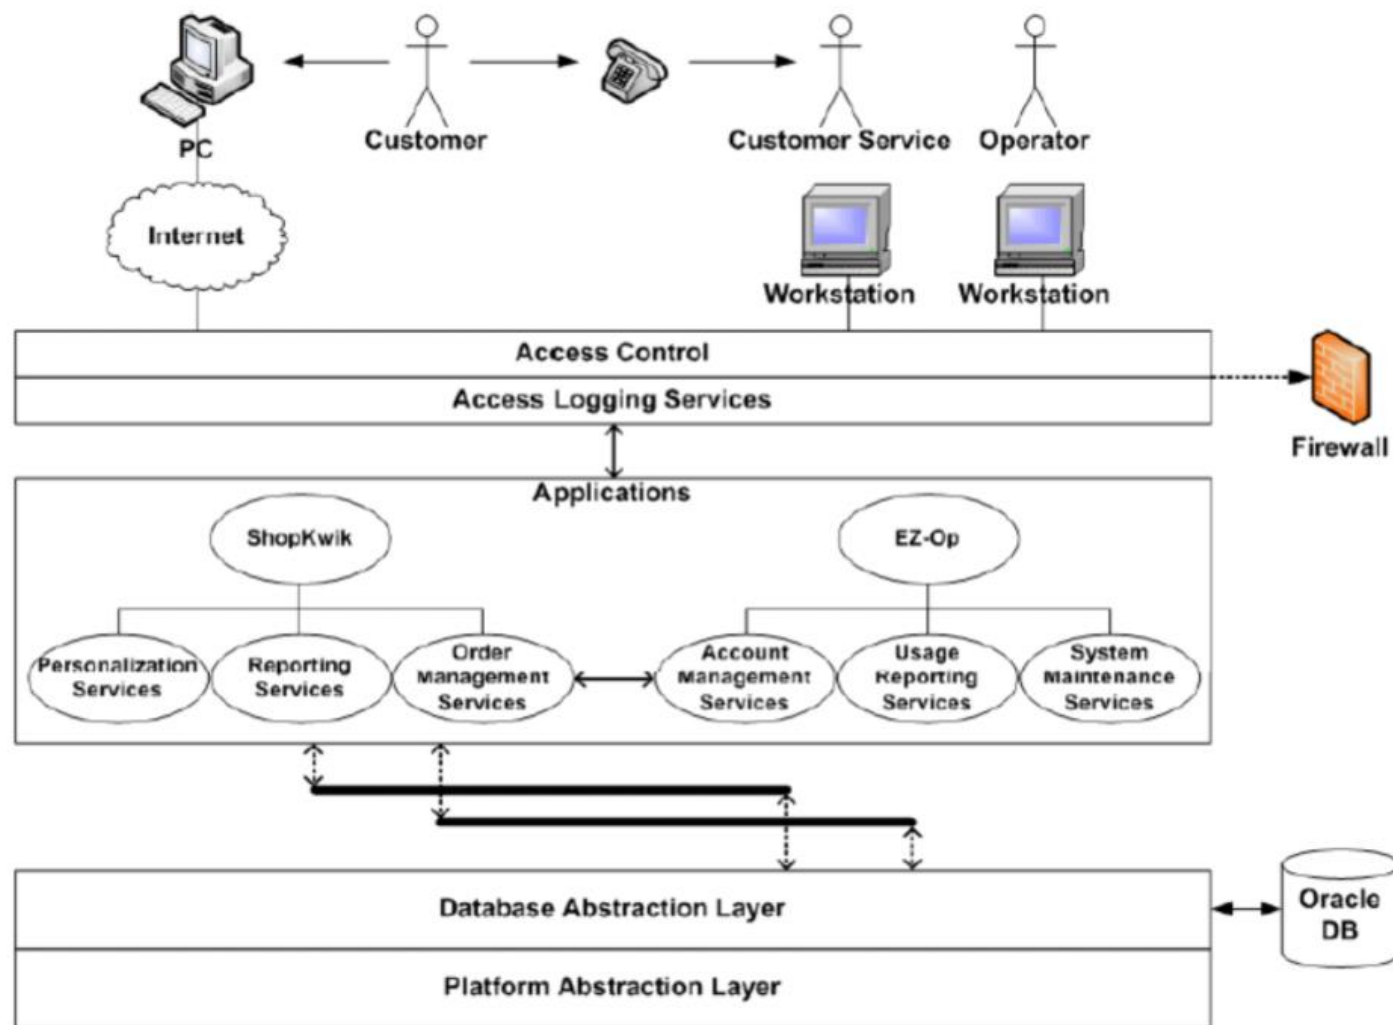 PC
Customer
Customer Service
Operator
Internet
Workstation
Workstation
Access Control
Access Logging Services
Firewall
Applications
ShopKwik
EZ-Op
Personalization
Services
Reporting
Services
Order
Management
Services
Account
Management
Services
Usage
Reporting
Services
System
Maintenance
Services
Database Abstraction Layer
Oracle
DB
Platform Abstraction Layer